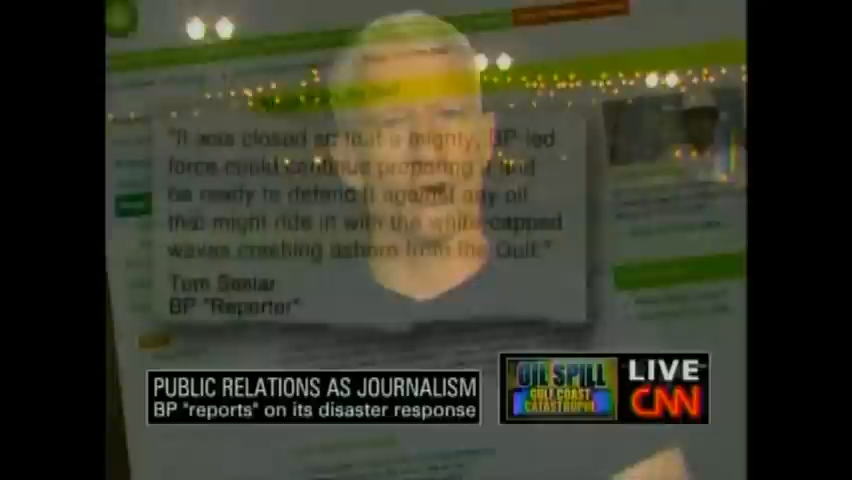 "It was closed so that a mighty, BP-led
force could continue preparing it and
be ready to defend it against any oil
that might ride in with the white-capped
waves crashing ashore from the Gulf."
Tom Seslar
BP "Reporter"
PUBLIC RELATIONS AS JOURNALISM
BP "reports" on its disaster response
OIL SPILL
GULF COAST
CATASTROPHE
LIVE
CNN